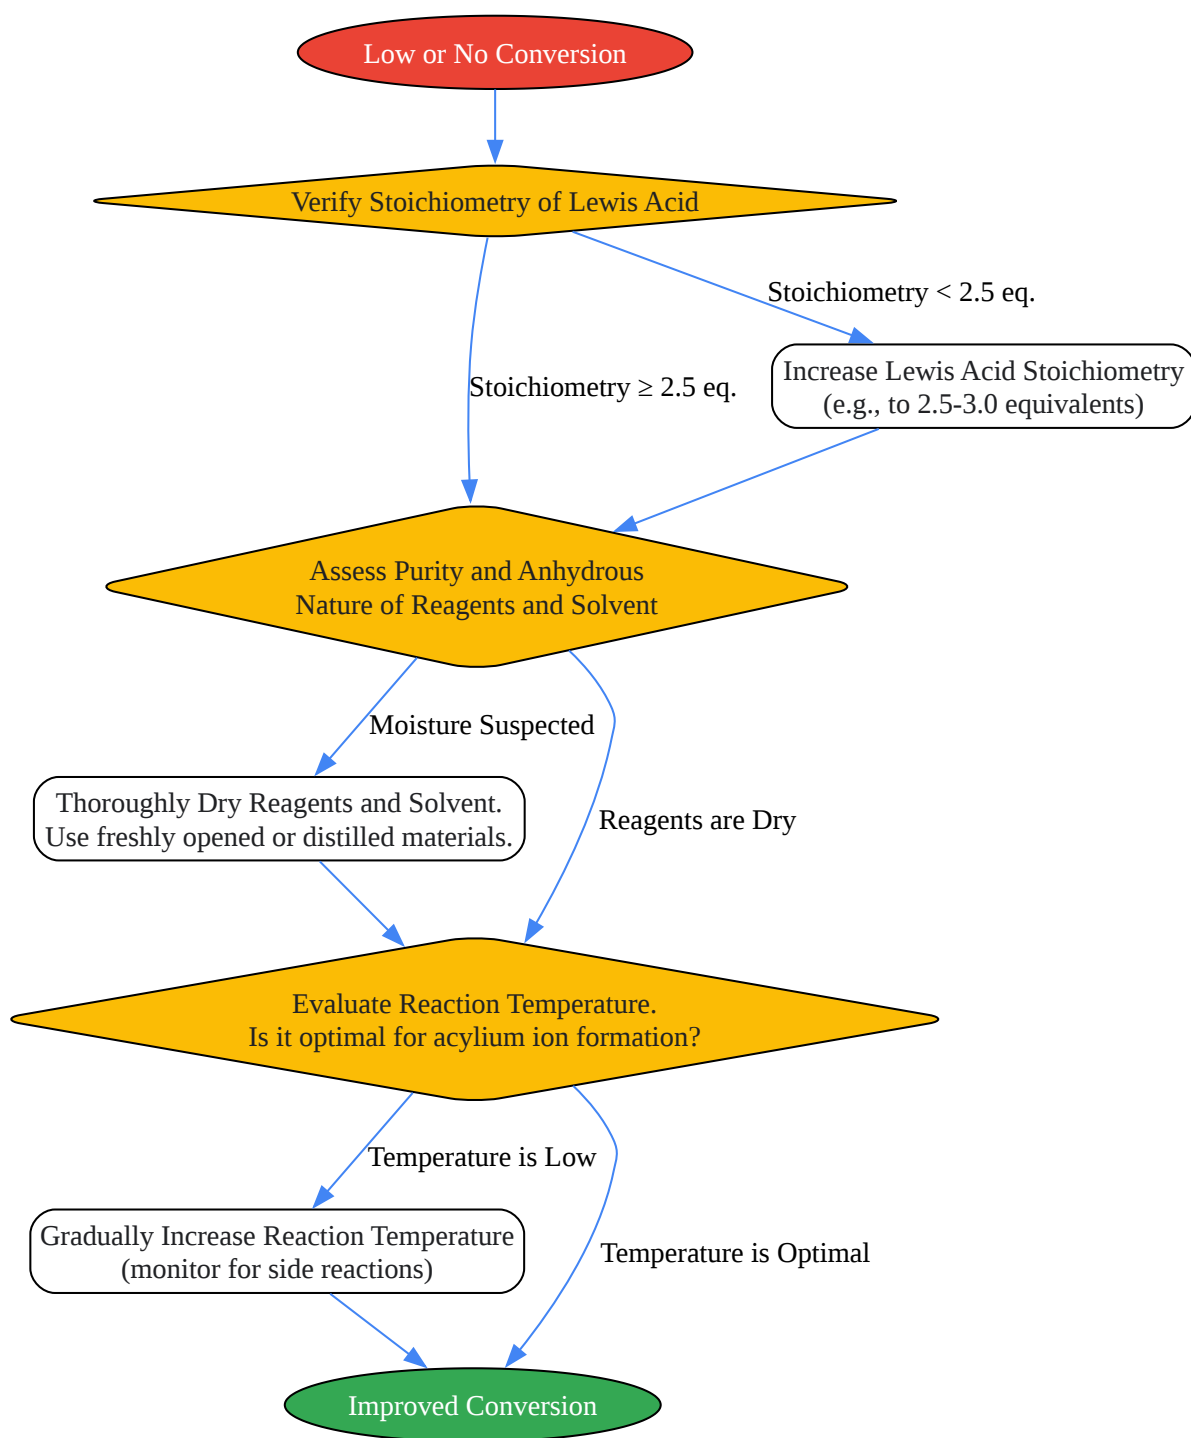 Low or No Conversion
Verify Stoichiometry of Lewis Acid
Stoichiometry < 2.5 eq.
Increase Lewis Acid Stoichiometry
(e.g., to 2.5-3.0 equivalents)
Stoichiometry ≥ 2.5 eq.
Assess Purity and Anhydrous
Nature of Reagents and Solvent
Moisture Suspected
Thoroughly Dry Reagents and Solvent.
Use freshly opened or distilled materials.
Reagents are Dry
Evaluate Reaction Temperature.
Is it optimal for acylium ion formation?
Temperature is Low
Gradually Increase Reaction Temperature
(monitor for side reactions)
Temperature is Optimal
Improved Conversion